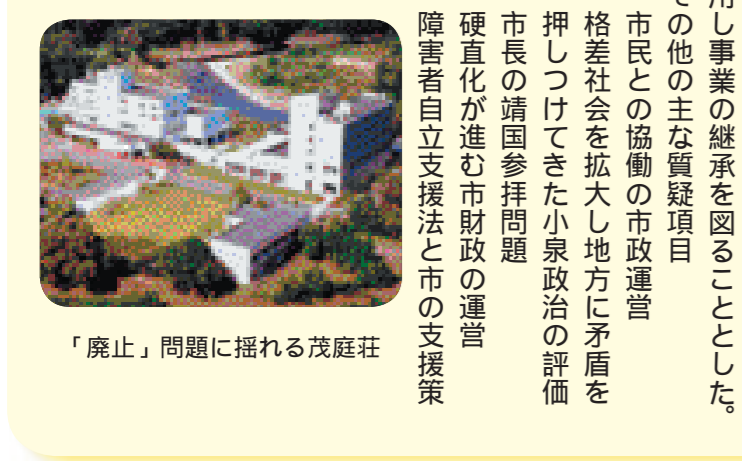 し事業の継承を図ることとした。
の他の主な質疑項目
市民との協働の市政運営
格差社会を拡大し地方に矛盾を
押しつけてきた小泉政治の評価
市長の靖国参拝問題
硬直化が進む市財政の運営
障害者自立支援法と市の支援策
「廃止」問題に揺れる茂庭荘